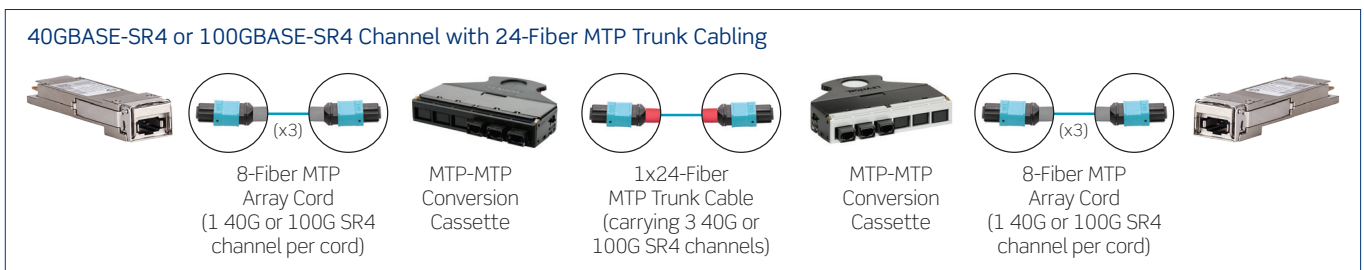 40GBASE-SR4 or 100GBASE-SR4 Channel with 24-Fiber MTP Trunk Cabling
(x3)
(x3)
8-Fiber MTP
Array Cord
(1 40G or 100G SR4
channel per cord)
MTP-MTP
Conversion
Cassette
1x24-Fiber
MTP Trunk Cable
(carrying 3 40G or
100G SR4 channels)
MTP-MTP
Conversion
Cassette
8-Fiber MTP
Array Cord
(1 40G or 100G SR4
channel per cord)